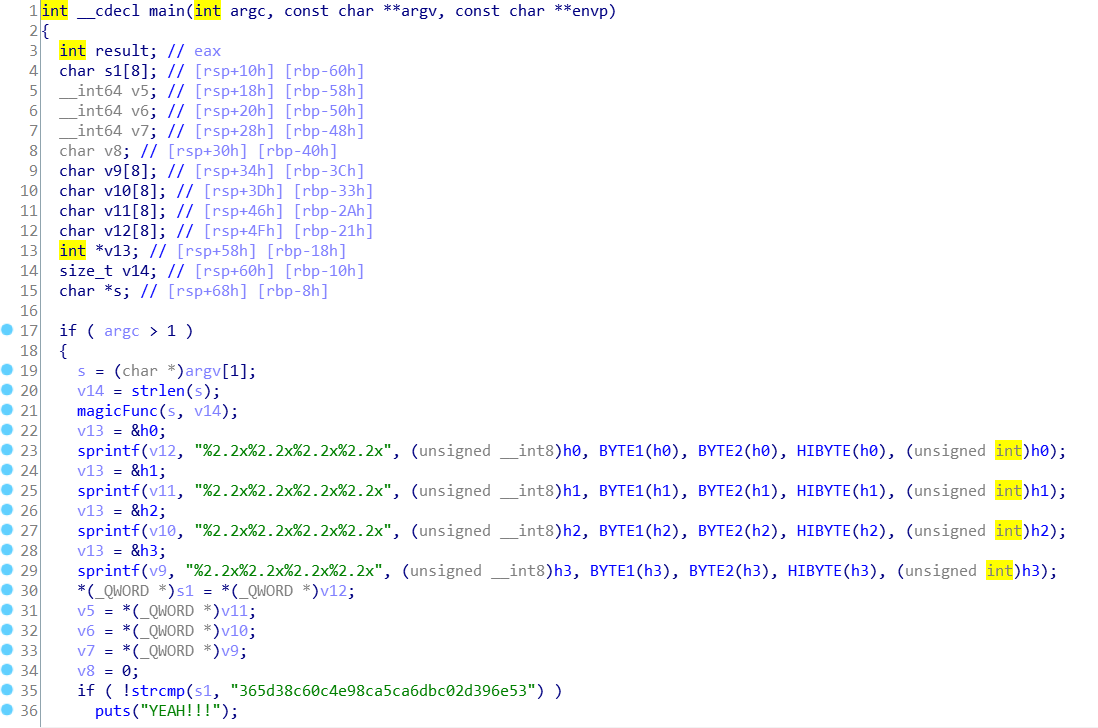 1 int __cdecl main(int argc, const char **argv, const char **envp)
2 {
3 int result; // eax
4 char s1[8]; // [rsp+10h] [rbp-60h]
5 __int64 v5; // [rsp+18h] [rbp-58h]
6 __int64 v6; // [rsp+20h] [rbp-50h]
7 __int64 v7; // [rsp+28h] [rbp-48h]
8 char v8; // [rsp+30h] [rbp-40h]
9 char v9[8]; // [rsp+34h] [rbp-3Ch]
10 char v10[8]; // [rsp+3Dh] [rbp-33h]
11 char v11[8]; // [rsp+46h] [rbp-2Ah]
12 char v12[8]; // [rsp+4Fh] [rbp-21h]
13 int *v13; // [rsp+58h] [rbp-18h]
14 size_t v14; // [rsp+60h] [rbp-10h]
15 char *s; // [rsp+68h] [rbp-8h]
16
17 if ( argc > 1 )
18 {
19 s = (char *)argv[1];
20 v14 = strlen(s);
21 magicFunc(s, v14);
22 v13 = &h0;
23 sprintf(v12, "%2.2x%2.2x%2.2x%2.2x", (unsigned __int8)h0, BYTE1(h0), BYTE2(h0), HIBYTE(h0), (unsigned int)h0);
24 v13 = &h1;
25 sprintf(v11, "%2.2x%2.2x%2.2x%2.2x", (unsigned __int8)h1, BYTE1(h1), BYTE2(h1), HIBYTE(h1), (unsigned int)h1);
26 v13 = &h2;
27 sprintf(v10, "%2.2x%2.2x%2.2x%2.2x", (unsigned __int8)h2, BYTE1(h2), BYTE2(h2), HIBYTE(h2), (unsigned int)h2);
28 v13 = &h3;
29 sprintf(v9, "%2.2x%2.2x%2.2x%2.2x", (unsigned __int8)h3, BYTE1(h3), BYTE2(h3), HIBYTE(h3), (unsigned int)h3);
30 *(_QWORD *)s1 = *(_QWORD *)v12;
31 v5 = *(_QWORD *)v11;
32 v6 = *(_QWORD *)v10;
33 v7 = *(_QWORD *)v9;
34 v8 = 0;
35 if ( !strcmp(s1, "365d38c60c4e98ca5ca6dbc02d396e53") )
36 puts("YEAH!!!");